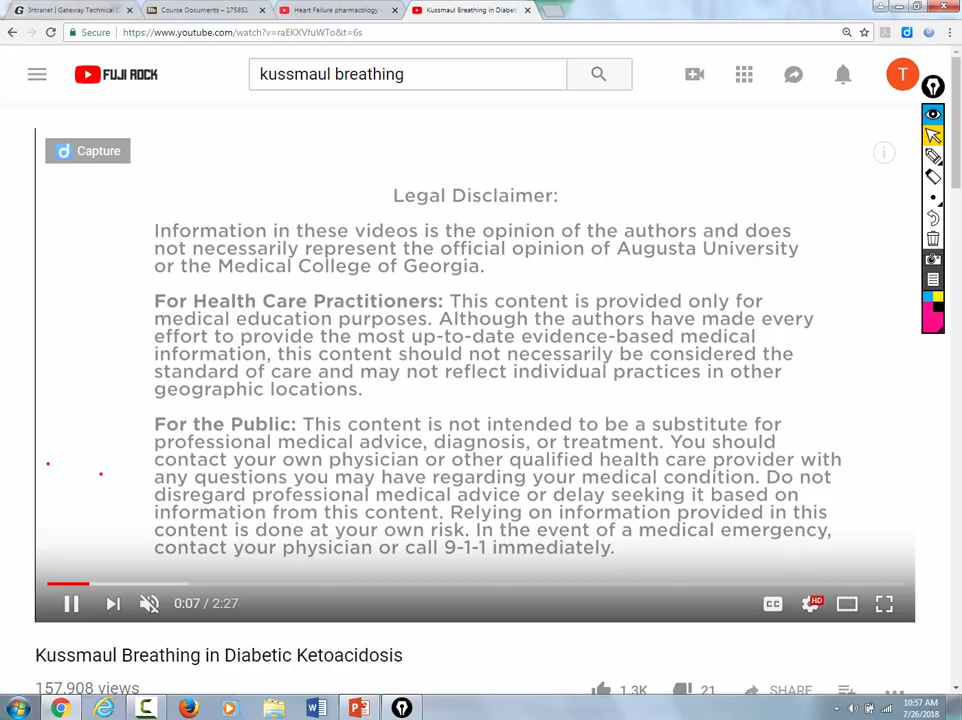 Intranet | Gateway Technical C
Course Documents – 175851
Heart Failure pharmacology -
Kussmaul Breathing in Diabet
Secure
https://www.youtube.com/watch?v=raEKXVfuWTo&t=6s
FUJI ROCK
kussmaul breathing
T
d Capture
Legal Disclaimer:
Information in these videos is the opinion of the authors and does
not necessarily represent the official opinion of Augusta University
or the Medical College of Georgia.
For Health Care Practitioners: This content is provided only for
medical education purposes. Although the authors have made every
effort to provide the most up-to-date evidence-based medical
information, this content should not necessarily be considered the
standard of care and may not reflect individual practices in other
geographic locations.
For the Public: This content is not intended to be a substitute for
professional medical advice, diagnosis, or treatment. You should
contact your own physician or other qualified health care provider with
any questions you may have regarding your medical condition. Do not
disregard professional medical advice or delay seeking it based on
information from this content. Relying on information provided in this
content is done at your own risk. In the event of a medical emergency,
contact your physician or call 9-1-1 immediately.
0:07 / 2:27
CC
HD
Kussmaul Breathing in Diabetic Ketoacidosis
157,908 views
1.3K
21
SHARE
10:57 AM
7/26/2018